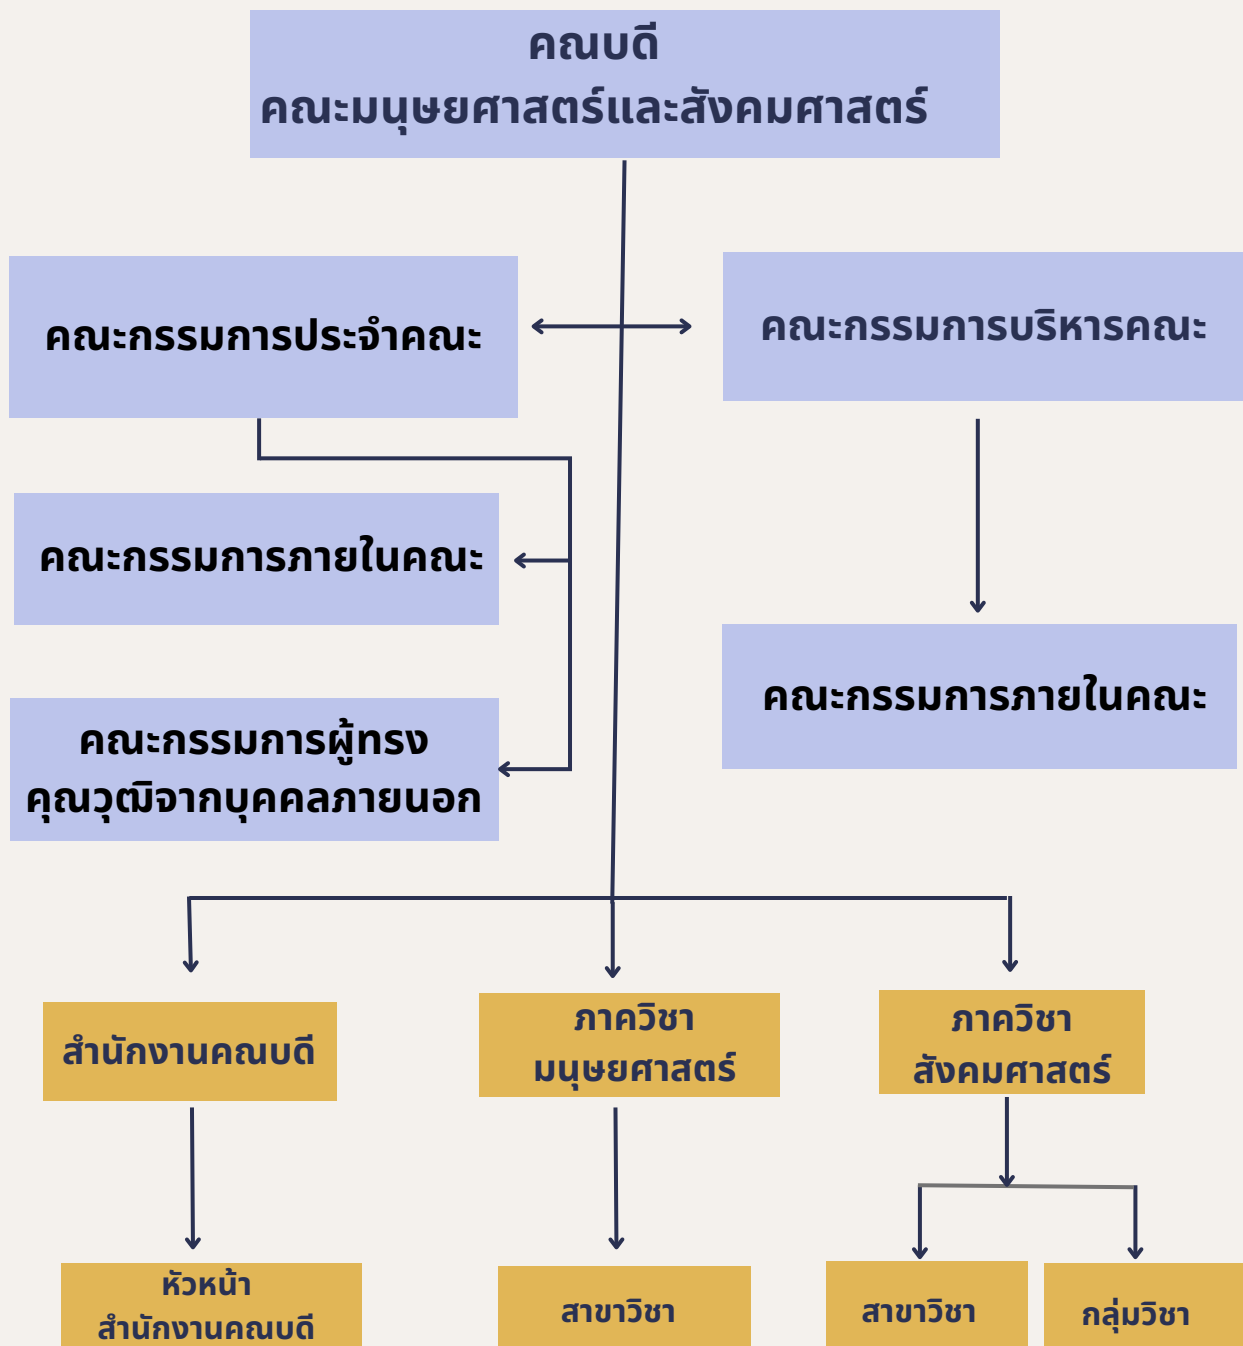 คณบดี
คณะมนุษยศาสตร์และสังคมศาสตร์
คณะกรรมการประจำคณะ
คณะกรรมการบริหารคณะ
คณะกรรมการภายในคณะ
คณะกรรมการภายในคณะ
คณะกรรมการผู้ทรง
คุณวุฒิจากบุคคลภายนอก
สำนักงานคณบดี
ภาควิชา
มนุษยศาสตร์
ภาควิชา
สังคมศาสตร์
หัวหน้า
สำนักงานคณบดี
สาขาวิชา
สาขาวิชา
กลุ่มวิชา